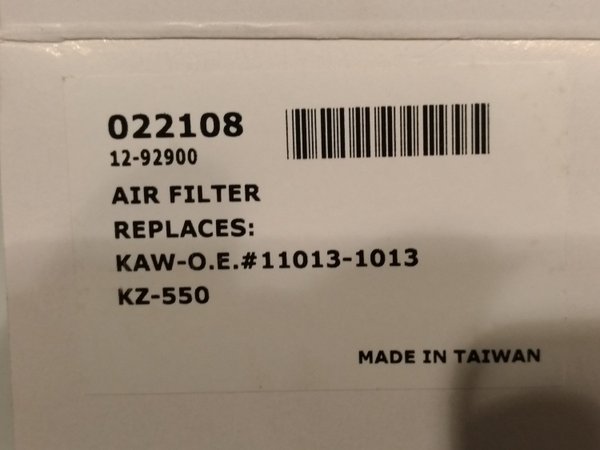 022108
12-92900
AIR FILTER
REPLACES:
KAW-O.E.#11013-1013
KZ-550
MADE IN TAIWAN